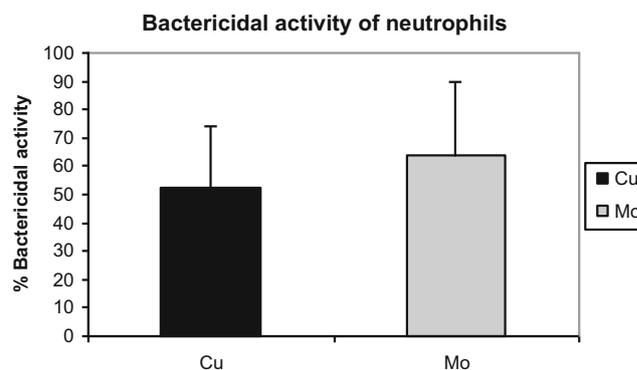 Bactericidal activity of neutrophils
% Bactericidal activity
100
90
80
70
60
50
40
30
20
10
0
Cu
Mo
Cu
Mo